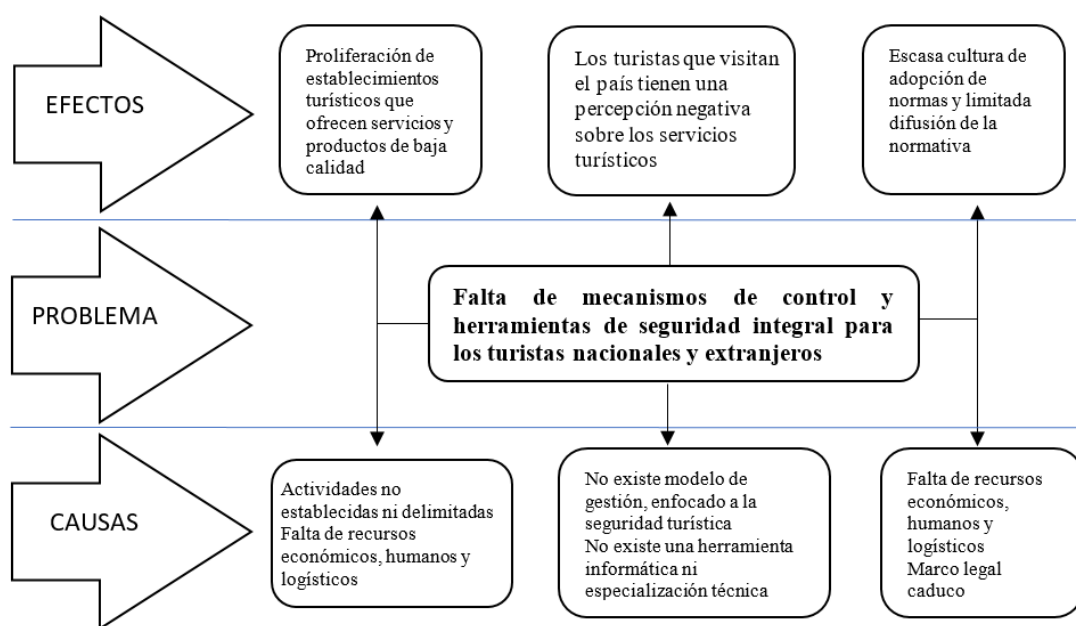 EFECTOS
Proliferación de
establecimientos
turísticos que
ofrecen servicios y
productos de baja
calidad
Los turistas que visitan
el país tienen una
percepción negativa
sobre los servicios
turísticos
Escasa cultura de
adopción de
normas y limitada
difusión de la
normativa
PROBLEMA
Falta de mecanismos de control y
herramientas de seguridad integral para
los turistas nacionales y extranjeros
CAUSAS
Actividades no
establecidas ni delimitadas
Falta de recursos
económicos, humanos y
logísticos
No existe modelo de
gestión, enfocado a la
seguridad turística
No existe una herramienta
informática ni
especialización técnica
Falta de recursos
económicos,
humanos y
logísticos
Marco legal
caduco